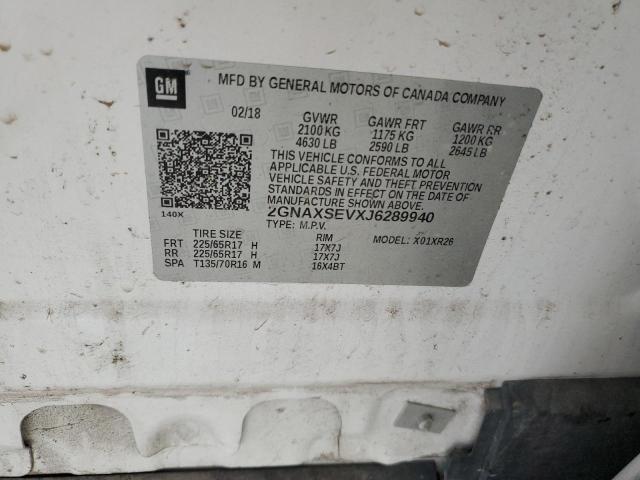 GM
MFD BY GENERAL MOTORS OF CANADA COMPANY
02/18 GVWR GAWR FRT GAWR RR
2100 KG 1175 KG 1200 KG
4630 LB 2590 LB 2645 LB
THIS VEHICLE CONFORMS TO ALL
APPLICABLE U.S. FEDERAL MOTOR
VEHICLE SAFETY AND THEFT PREVENTION
STANDARDS IN EFFECT ON THE DATE OF
MANUFACTURE SHOWN ABOVE.
140X 2GNAXSEVXJ6289940
TYPE: M.P.V. MODEL: X01XR26
TIRE SIZE RIM
FRT 225/65R17 H 17X7J
RR 225/65R17 H 17X7J
SPA T135/70R16 M 16X4BT